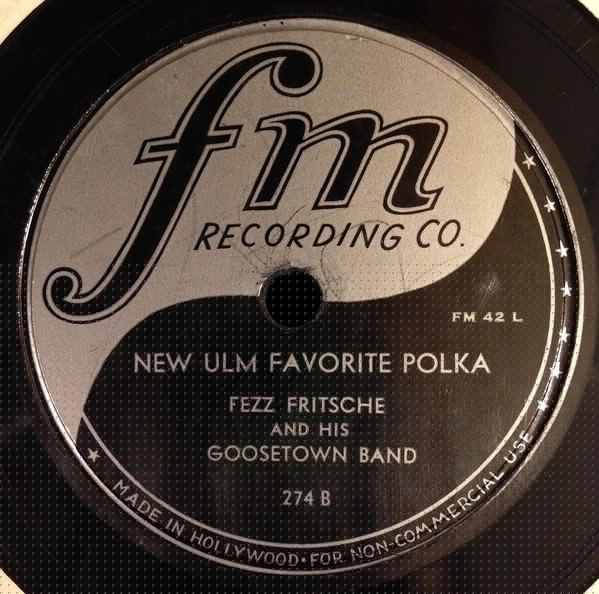 fm
RECORDING CO.
FM 42 L
NEW ULM FAVORITE POLKA
FEZZ FRITSCHE
AND HIS
GOOSETOWN BAND
274 B
MADE IN HOLLYWOOD • FOR NON-COMMERCIAL USE